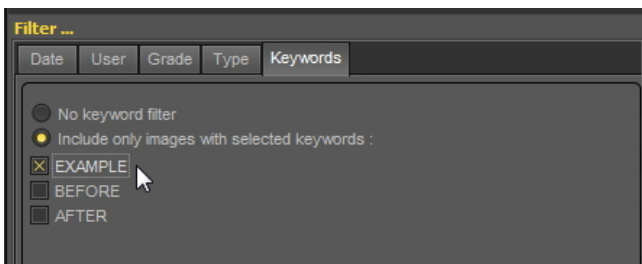 Filter ...
Date User Grade Type Keywords
No keyword filter
Include only images with selected keywords :
EXAMPLE
BEFORE
AFTER